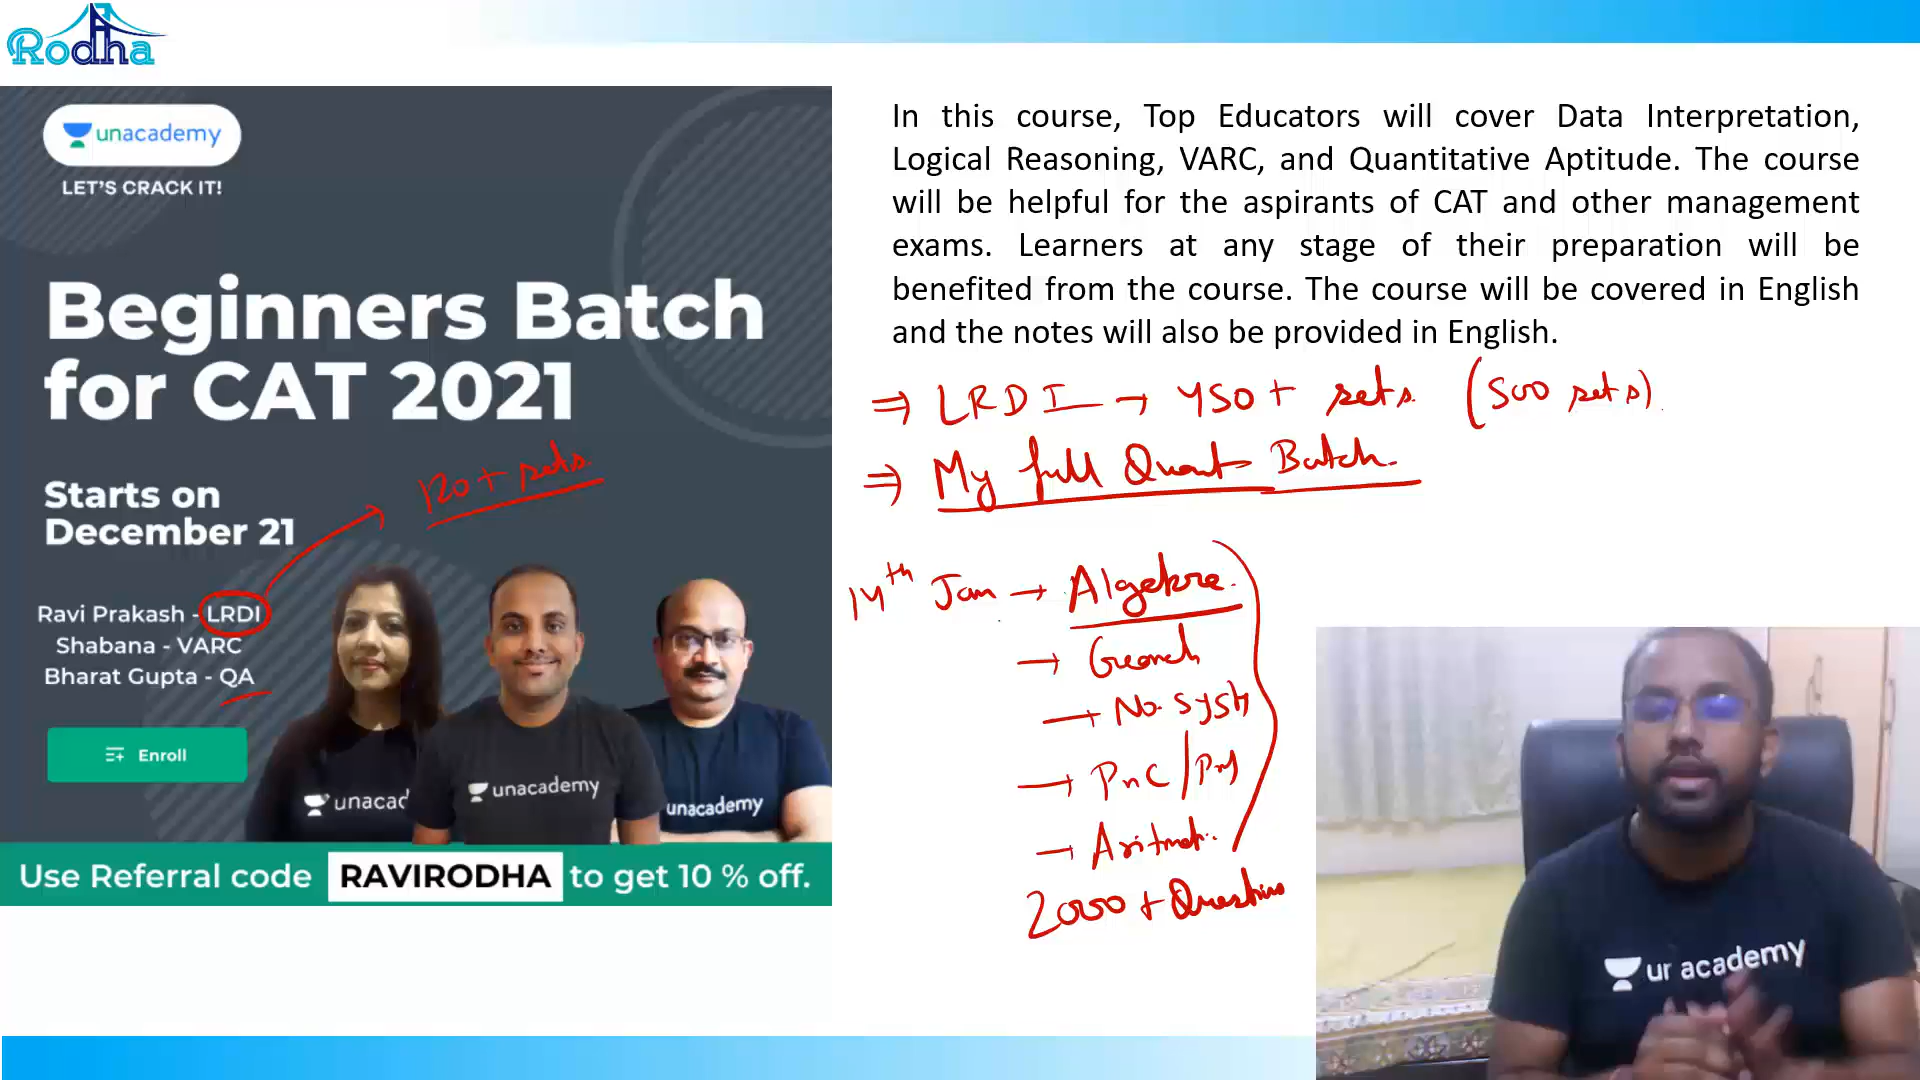 Rodha
unacademy
LET'S CRACK IT!
Beginners Batch
for CAT 2021
Starts on
December 21
120+ sets.
Ravi Prakash - LRDI
Shabana - VARC
Bharat Gupta - QA
Enroll
unacad
unacademy
unacademy
Use Referral code RAVIRODHA to get 10 % off.
In this course, Top Educators will cover Data Interpretation,
Logical Reasoning, VARC, and Quantitative Aptitude. The course
will be helpful for the aspirants of CAT and other management
exams. Learners at any stage of their preparation will be
benefited from the course. The course will be covered in English
and the notes will also be provided in English.
⇒ LRDI → 450+ sets. (500 sets).
⇒ My full Quant Batch.
14th Jan → Algebra.
→
→ No. syst
→ PnC /
→
2000 + Questions
ur academy